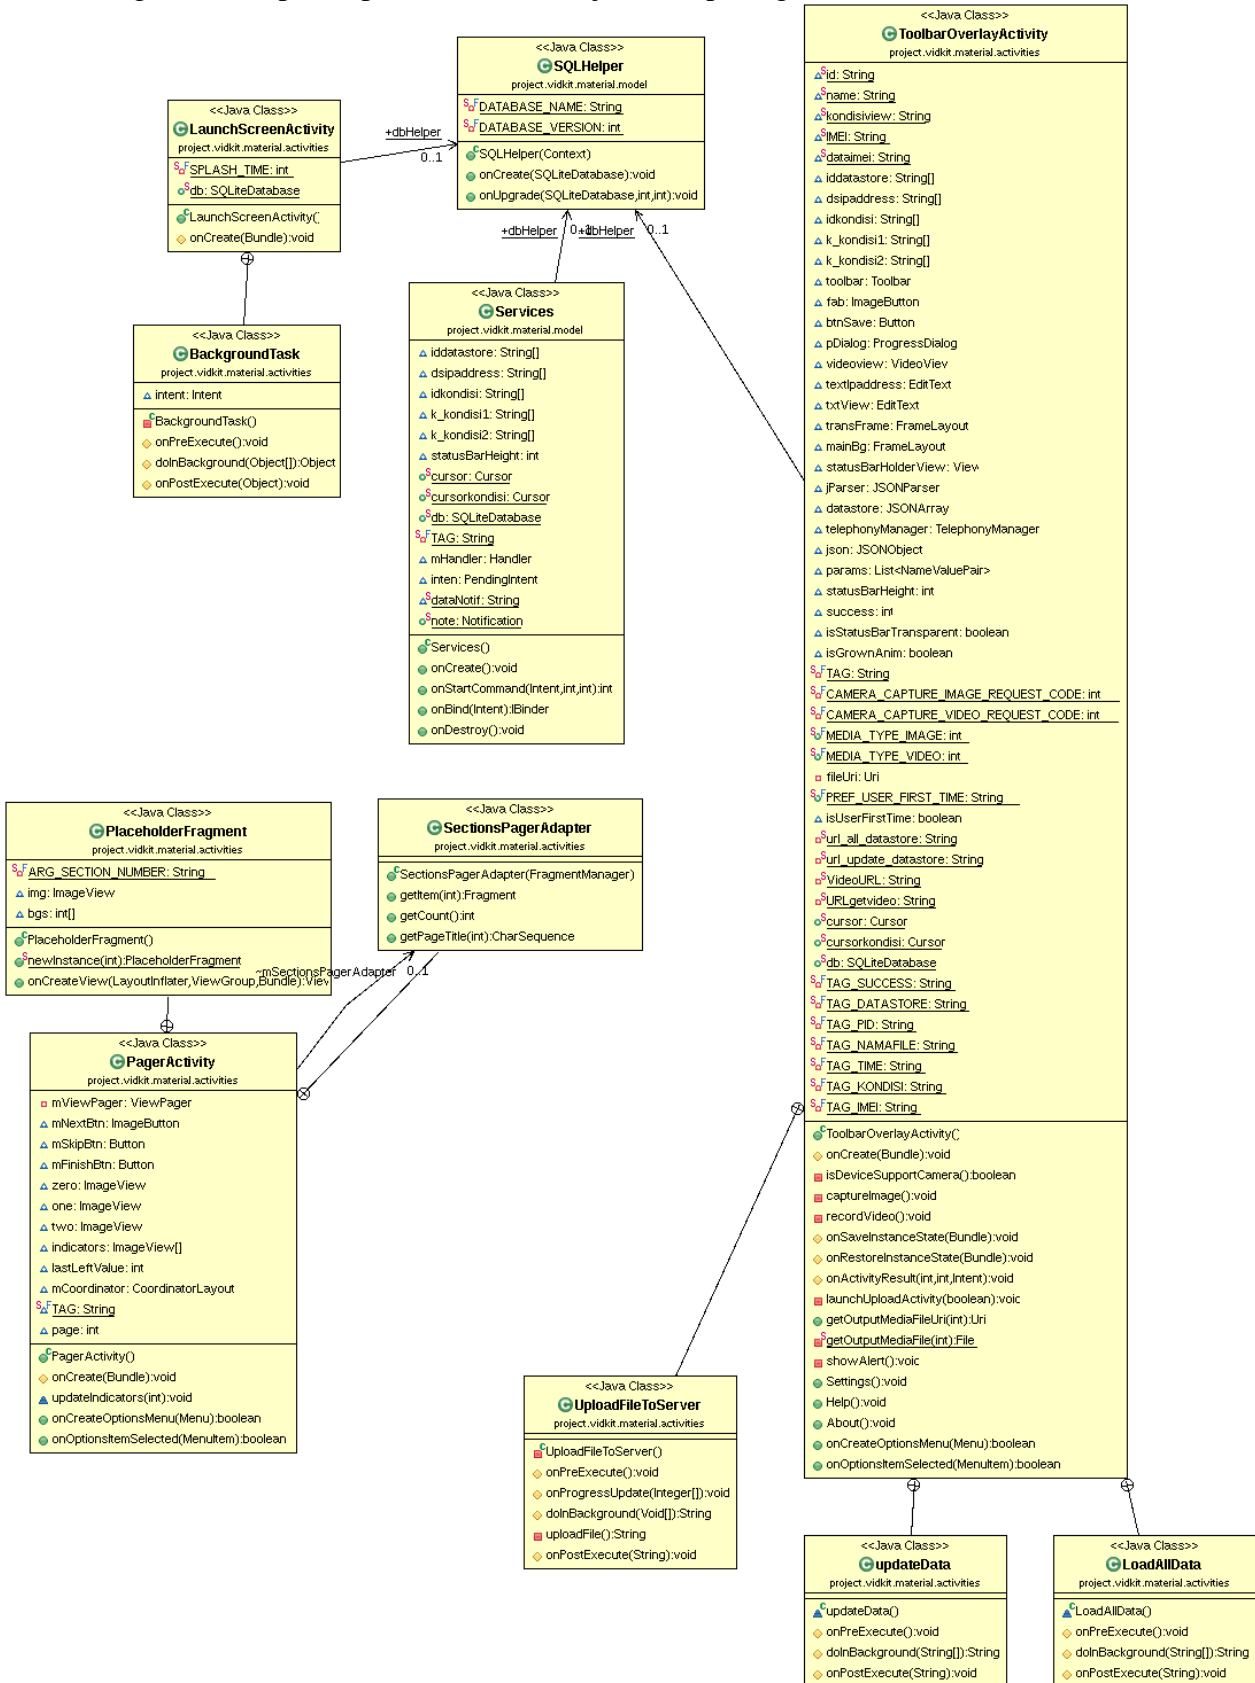 <<Java Class>>
SQLHelper
project.vidkit.material.model
DATABASE_NAME: String
DATABASE_VERSION: int
SQLHelper(Context)
onCreate(SQLiteDatabase):void
onUpgrade(SQLiteDatabase,int,int):void
<<Java Class>>
LaunchScreenActivity
project.vidkit.material.activities
SPLASH_TIME: int
db: SQLiteDatabase
LaunchScreenActivity(
onCreate(Bundle):void
+dbHelper
0..1
+dbHelper
0..1
+dbHelper
0..1
<<Java Class>>
BackgroundTask
project.vidkit.material.activities
intent: Intent
BackgroundTask()
onPreExecute():void
doInBackground(Object[]):Object
onPostExecute(Object):void
<<Java Class>>
Services
project.vidkit.material.model
iddatastore: String[]
dsipaddress: String[]
idkondisi: String[]
k_kondisi1: String[]
k_kondisi2: String[]
statusBarHeight: int
cursor: Cursor
cursorkondisi: Cursor
db: SQLiteDatabase
TAG: String
mHandler: Handler
inten: PendingIntent
dataNotif: String
note: Notification
Services()
onCreate():void
onStartCommand(Intent,int,int):int
onBind(Intent):IBinder
onDestroy():void
<<Java Class>>
ToolbarOverlayActivity
project.vidkit.material.activities
id: String
name: String
kondisiview: String
IMEI: String
dataimei: String
iddatastore: String[]
dsipaddress: String[]
idkondisi: String[]
k_kondisi1: String[]
k_kondisi2: String[]
toolbar: Toolbar
fab: ImageButton
btnSave: Button
pDialog: ProgressDialog
videoview: VideoView
textIpaddress: EditText
txtView: EditText
transFrame: FrameLayout
mainBg: FrameLayout
statusBarHolderView: View
jParser: JSONParser
datastore: JSONArray
telephonyManager: TelephonyManager
json: JSONObject
params: List<NameValuePair>
statusBarHeight: int
success: int
isStatusBarTransparent: boolean
isGrownAnim: boolean
TAG: String
CAMERA_CAPTURE_IMAGE_REQUEST_CODE: int
CAMERA_CAPTURE_VIDEO_REQUEST_CODE: int
MEDIA_TYPE_IMAGE: int
MEDIA_TYPE_VIDEO: int
fileUri: Uri
PREF_USER_FIRST_TIME: String
isUserFirstTime: boolean
url_all_datastore: String
url_update_datastore: String
VideoURL: String
URLgetvideo: String
cursor: Cursor
cursorkondisi: Cursor
db: SQLiteDatabase
TAG_SUCCESS: String
TAG_DATASTORE: String
TAG_PID: String
TAG_NAMAFILE: String
TAG_TIME: String
TAG_KONDISI: String
TAG_IMEI: String
ToolbarOverlayActivity(
onCreate(Bundle):void
isDeviceSupportCamera():boolean
captureImage():void
recordVideo():void
onSaveInstanceState(Bundle):void
onRestoreInstanceState(Bundle):void
onActivityResult(int,int,Intent):void
launchUploadActivity(boolean):void
getOutputMediaFileUri(int):Uri
getOutputMediaFile(int):File
showAlert():void
Settings():void
Help():void
About():void
onCreateOptionsMenu(Menu):boolean
onOptionsItemSelected(MenuItem):boolean
<<Java Class>>
PlaceholderFragment
project.vidkit.material.activities
ARG_SECTION_NUMBER: String
img: ImageView
bgs: int[]
PlaceholderFragment()
newInstance(int):PlaceholderFragment
onCreateView(LayoutInflater,ViewGroup,Bundle):View
<<Java Class>>
SectionsPagerAdapter
project.vidkit.material.activities
SectionsPagerAdapter(FragmentManager)
getItem(int):Fragment
getCount():int
getPageTitle(int):CharSequence
~mSectionsPagerAdapter
0..1
<<Java Class>>
PagerActivity
project.vidkit.material.activities
mViewPager: ViewPager
mNextBtn: ImageButton
mSkipBtn: Button
mFinishBtn: Button
zero: ImageView
one: ImageView
two: ImageView
indicators: ImageView[]
lastLeftValue: int
mCoordinator: CoordinatorLayout
TAG: String
page: int
PagerActivity()
onCreate(Bundle):void
updateIndicators(int):void
onCreateOptionsMenu(Menu):boolean
onOptionsItemSelected(MenuItem):boolean
<<Java Class>>
UploadFileToServer
project.vidkit.material.activities
UploadFileToServer()
onPreExecute():void
onProgressUpdate(Integer[]):void
doInBackground(Void[]):String
uploadFile():String
onPostExecute(String):void
<<Java Class>>
updateData
project.vidkit.material.activities
updateData()
onPreExecute():void
doInBackground(String[]):String
onPostExecute(String):void
<<Java Class>>
LoadAllData
project.vidkit.material.activities
LoadAllData()
onPreExecute():void
doInBackground(String[]):String
onPostExecute(String):void